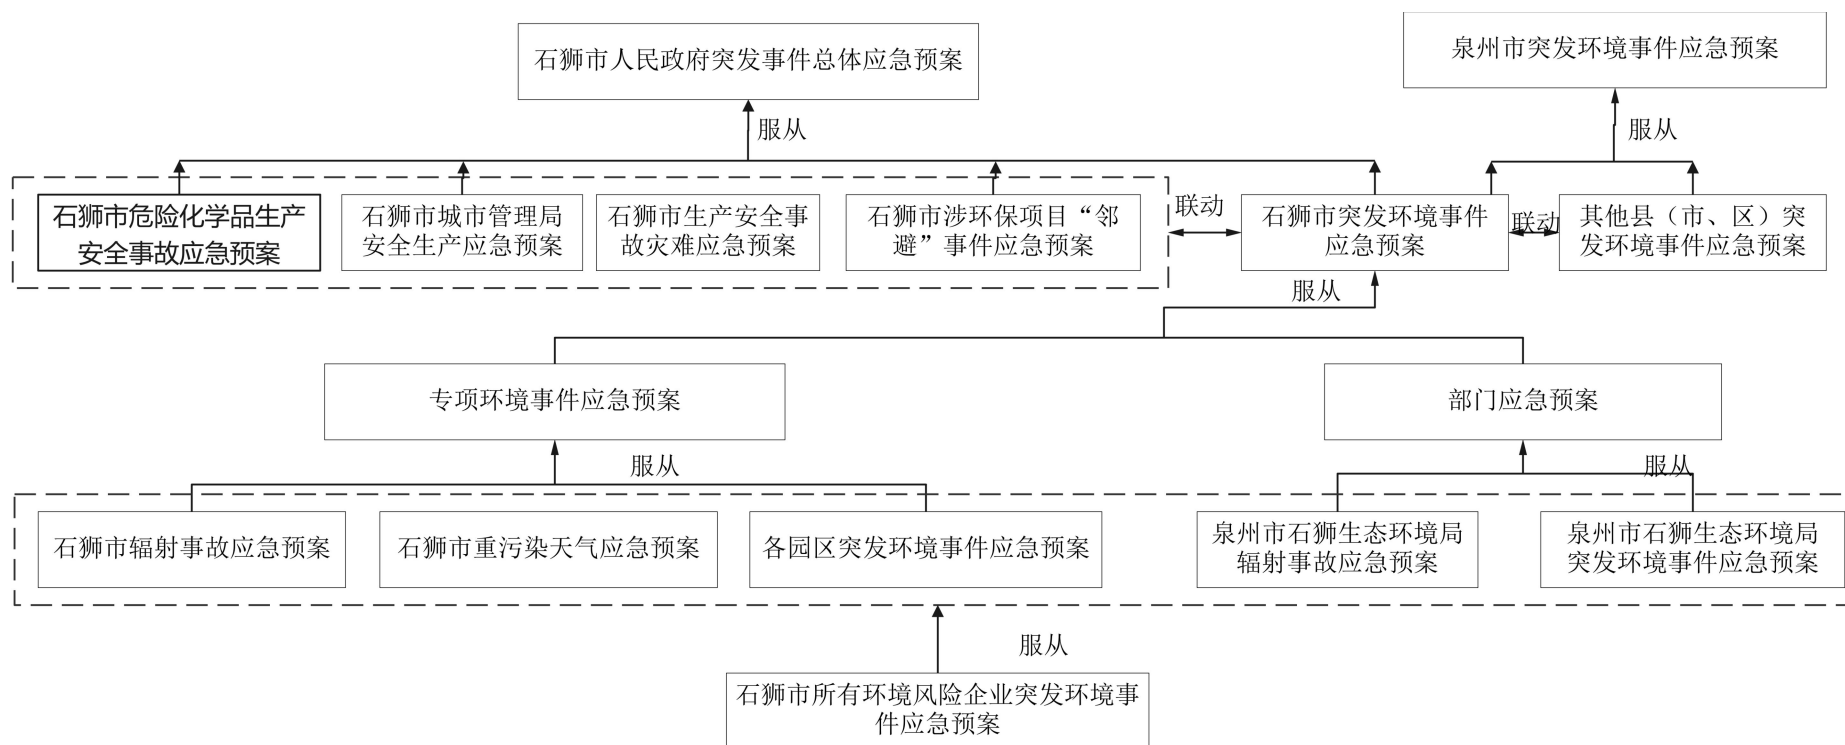 石狮市人民政府突发事件总体应急预案
泉州市突发环境事件应急预案
服从
服从
石狮市危险化学品生产
安全事故应急预案
石狮市城市管理局
安全生产应急预案
石狮市生产安全事
故灾难应急预案
石狮市涉环保项目“邻
避”事件应急预案
联动
石狮市突发环境事件
应急预案
联动
其他县（市、区）突
发环境事件应急预案
服从
专项环境事件应急预案
部门应急预案
服从
服从
石狮市辐射事故应急预案
石狮市重污染天气应急预案
各园区突发环境事件应急预案
泉州市石狮生态环境局
辐射事故应急预案
泉州市石狮生态环境局
突发环境事件应急预案
服从
石狮市所有环境风险企业突发环境事
件应急预案